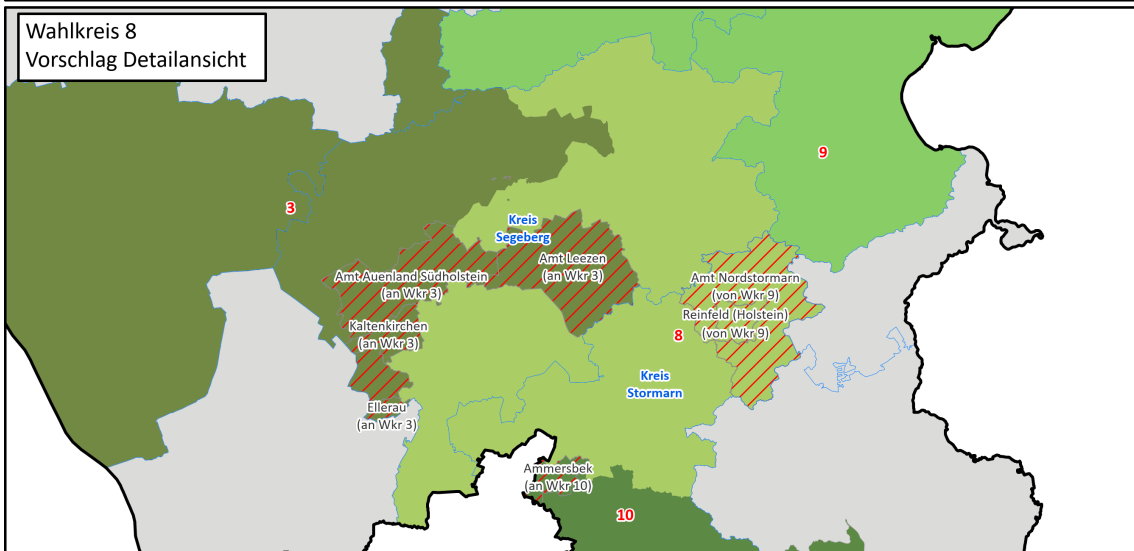 Wahlkreis 8
Vorschlag Detailansicht
9
3
Kreis
Segeberg
Amt Leezen
(an Wkr 3)
Amt Auenland Südholstein
(an Wkr 3)
Amt Nordstormarn
(von Wkr 9)
Reinfeld (Holstein)
(von Wkr 9)
Kaltenkirchen
(an Wkr 3)
8
Kreis
Stormarn
Ellerau
(an Wkr 3)
Ammersbek
(an Wkr 10)
10